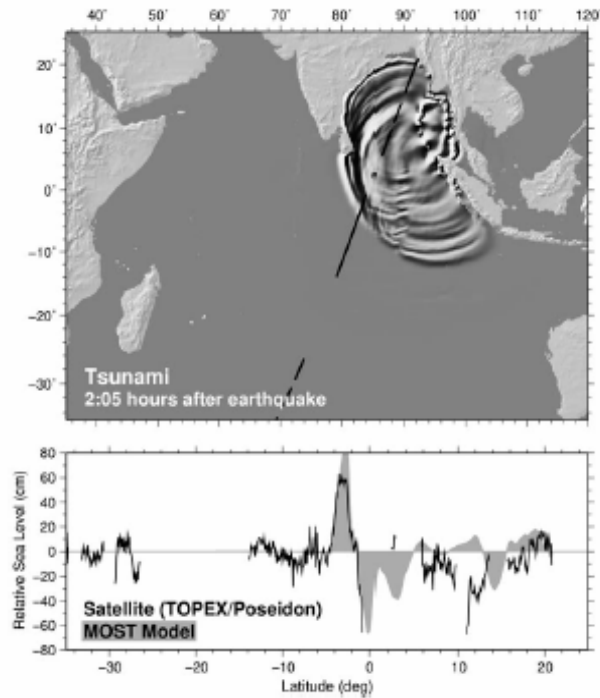 40° 50° 60° 70° 80° 90° 100° 110° 120°
20°
10°
0°
−10°
−20°
−30°
Tsunami
2:05 hours after earthquake
80
60
40
20
0
−20
−40
−60
−80
Relative Sea Level (cm)
Satellite (TOPEX/Poseidon)
MOST Model
−30 −20 −10 0 10 20
Latitude (deg)